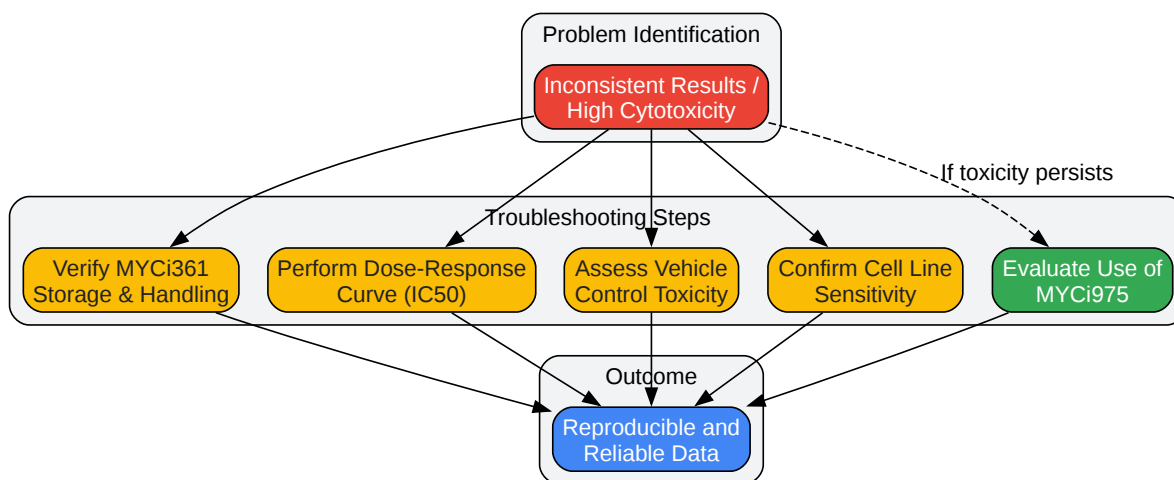 Problem Identification
Inconsistent Results /
High Cytotoxicity
If toxicity persists
Troubleshooting Steps
Verify MYCi361
Storage & Handling
Perform Dose-Response
Curve (IC50)
Assess Vehicle
Control Toxicity
Confirm Cell Line
Sensitivity
Evaluate Use of
MYCi975
Outcome
Reproducible and
Reliable Data